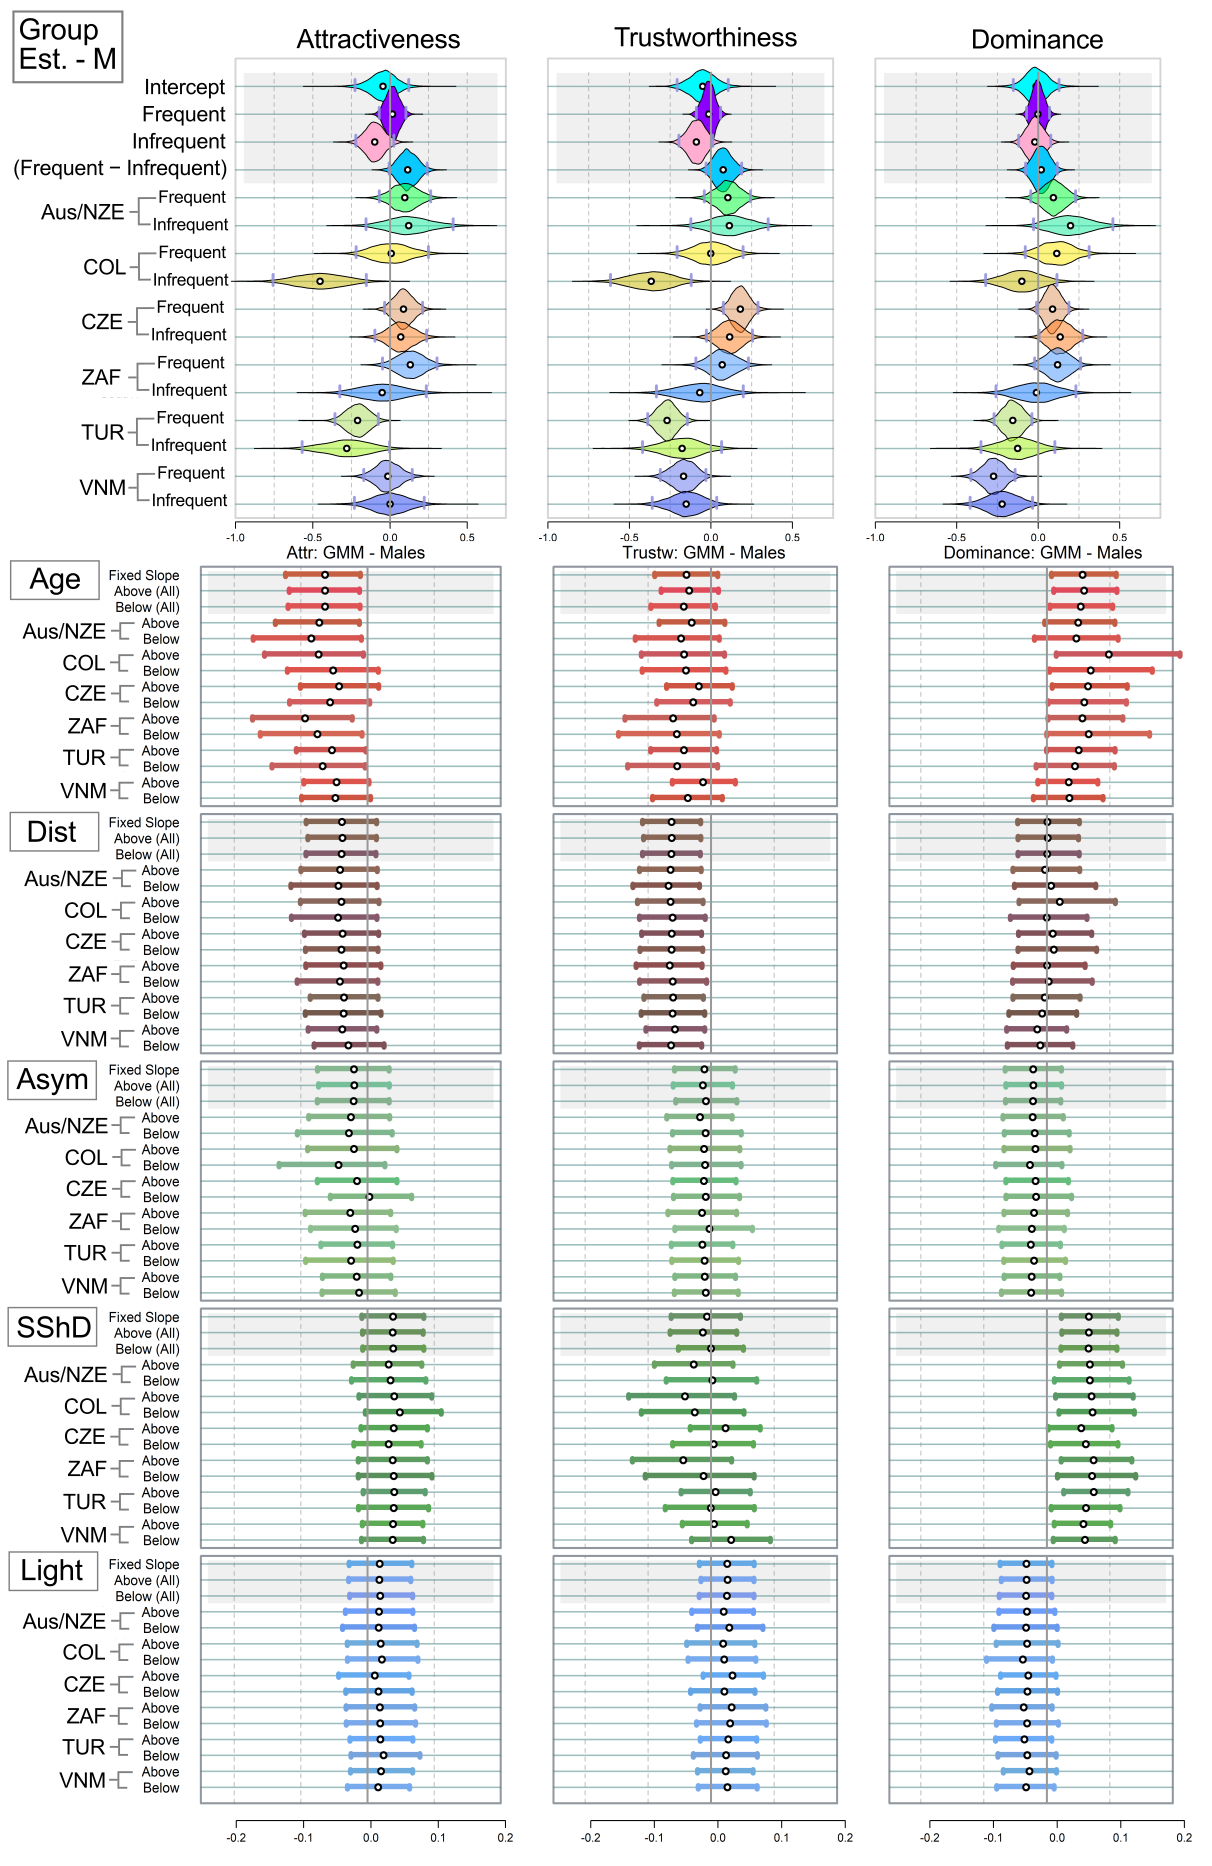 Group
Est. - M
Attractiveness
Trustworthiness
Dominance
Intercept
Frequent
Infrequent
(Frequent − Infrequent)
Aus/NZE
Frequent
Infrequent
COL
Frequent
Infrequent
CZE
Frequent
Infrequent
ZAF
Frequent
Infrequent
TUR
Frequent
Infrequent
VNM
Frequent
Infrequent
-1.0 -0.5 0.0 0.5
-1.0 -0.5 0.0 0.5
-1.0 -0.5 0.0 0.5
Attr: GMM - Males
Trustw: GMM - Males
Dominance: GMM - Males
Age
Fixed Slope
Above (All)
Below (All)
Aus/NZE
Above
Below
COL
Above
Below
CZE
Above
Below
ZAF
Above
Below
TUR
Above
Below
VNM
Above
Below
Dist
Fixed Slope
Above (All)
Below (All)
Aus/NZE
Above
Below
COL
Above
Below
CZE
Above
Below
ZAF
Above
Below
TUR
Above
Below
VNM
Above
Below
Asym
Fixed Slope
Above (All)
Below (All)
Aus/NZE
Above
Below
COL
Above
Below
CZE
Above
Below
ZAF
Above
Below
TUR
Above
Below
VNM
Above
Below
SShD
Fixed Slope
Above (All)
Below (All)
Aus/NZE
Above
Below
COL
Above
Below
CZE
Above
Below
ZAF
Above
Below
TUR
Above
Below
VNM
Above
Below
Light
Fixed Slope
Above (All)
Below (All)
Aus/NZE
Above
Below
COL
Above
Below
CZE
Above
Below
ZAF
Above
Below
TUR
Above
Below
VNM
Above
Below
-0.2 -0.1 0.0 0.1 0.2
-0.2 -0.1 0.0 0.1 0.2
-0.2 -0.1 0.0 0.1 0.2